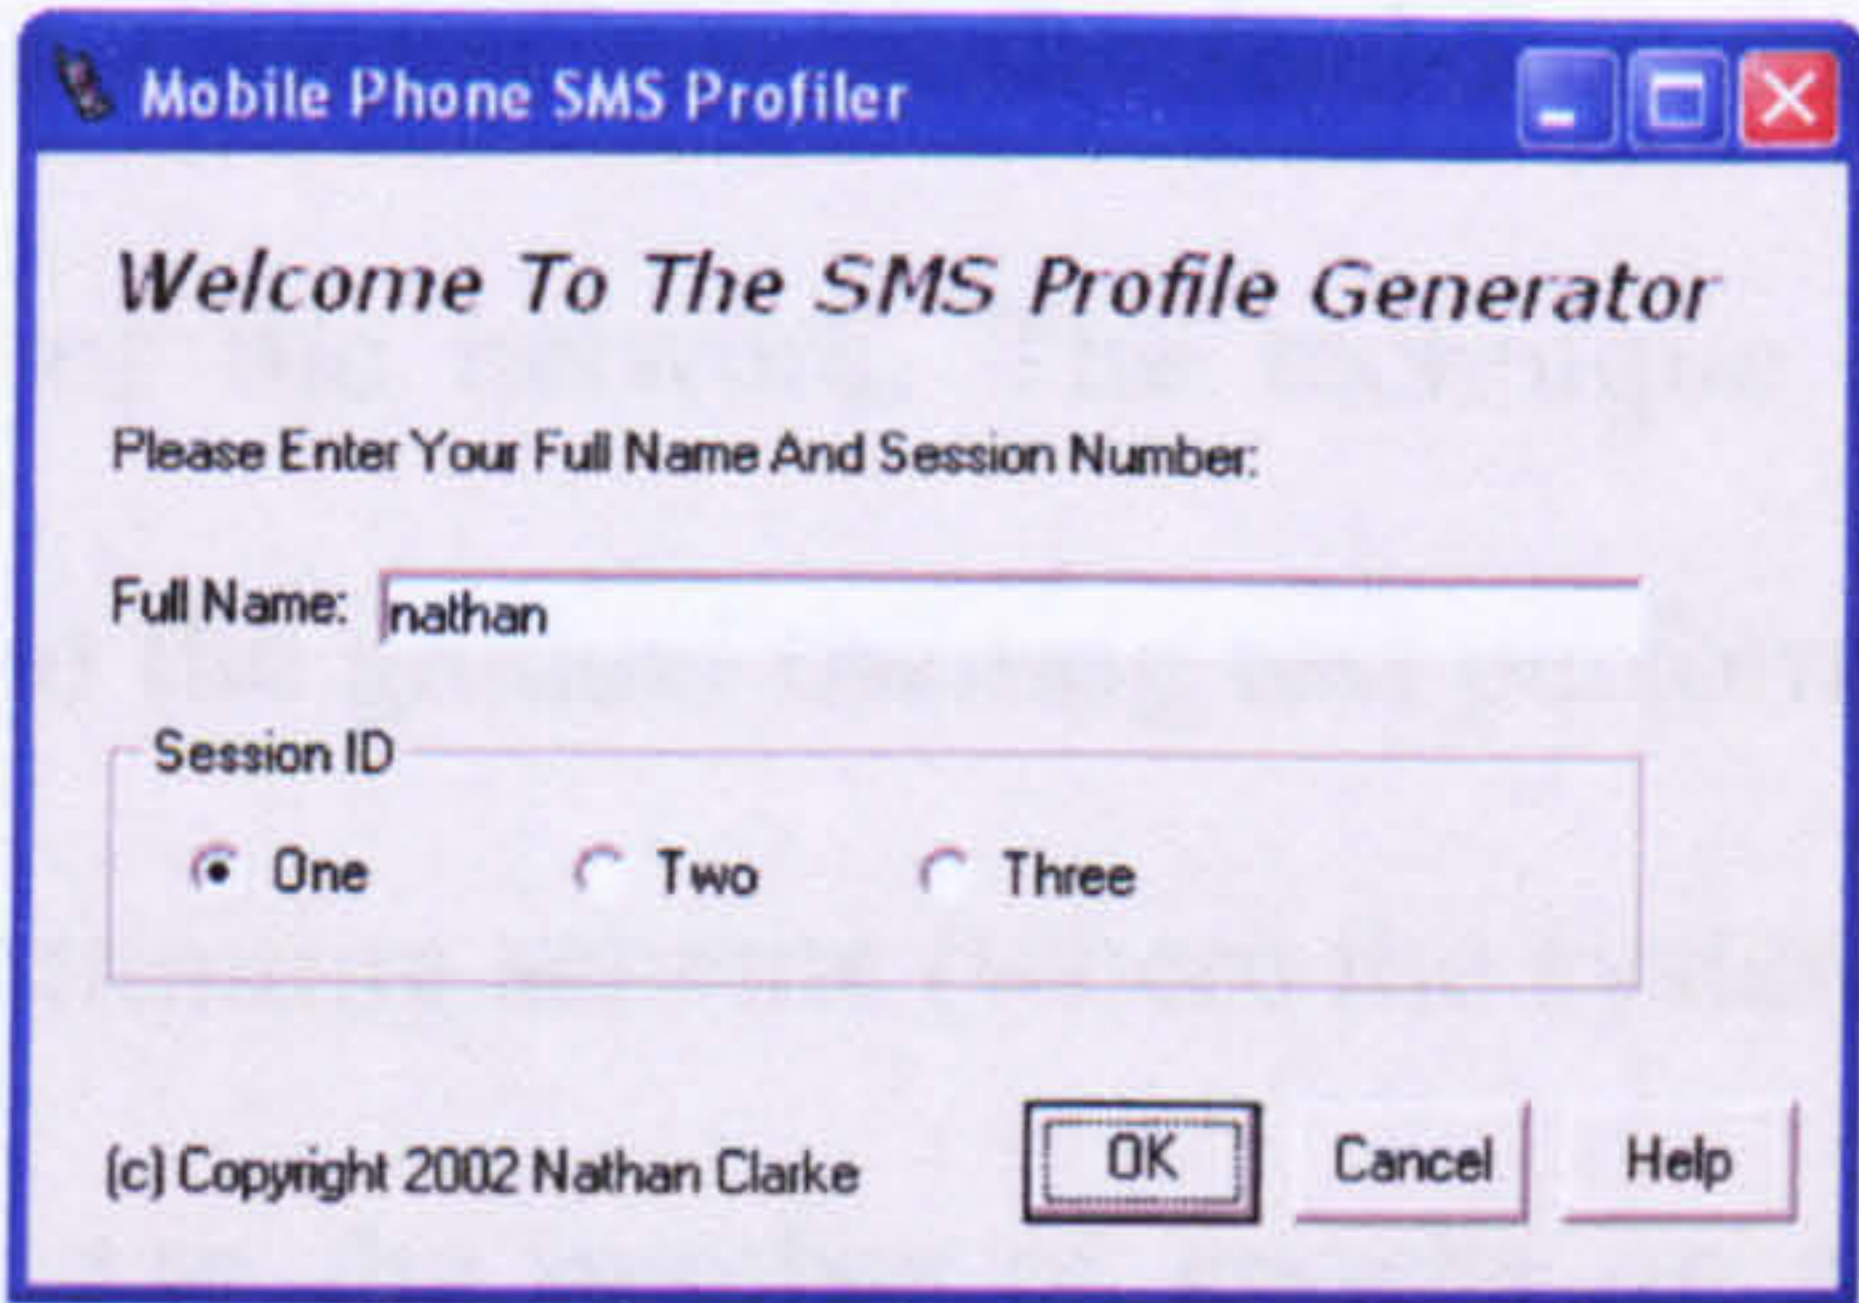 Mobile Phone SMS Profiler
Welcome To The SMS Profile Generator
Please Enter Your Full Name And Session Number:
Full Name: nathan
Session ID
One Two Three
(c) Copyright 2002 Nathan Clarke OK Cancel Help